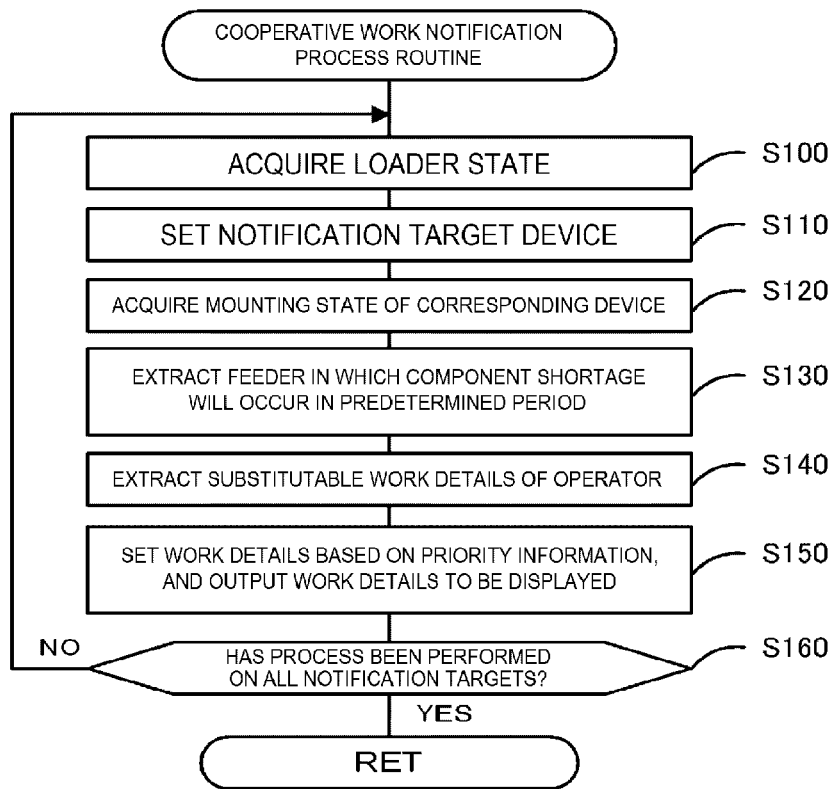 COOPERATIVE WORK NOTIFICATION
PROCESS ROUTINE
ACQUIRE LOADER STATE
S100
SET NOTIFICATION TARGET DEVICE
S110
ACQUIRE MOUNTING STATE OF CORRESPONDING DEVICE
S120
EXTRACT FEEDER IN WHICH COMPONENT SHORTAGE
WILL OCCUR IN PREDETERMINED PERIOD
S130
EXTRACT SUBSTITUTABLE WORK DETAILS OF OPERATOR
S140
SET WORK DETAILS BASED ON PRIORITY INFORMATION,
AND OUTPUT WORK DETAILS TO BE DISPLAYED
S150
NO
HAS PROCESS BEEN PERFORMED
ON ALL NOTIFICATION TARGETS?
S160
YES
RET